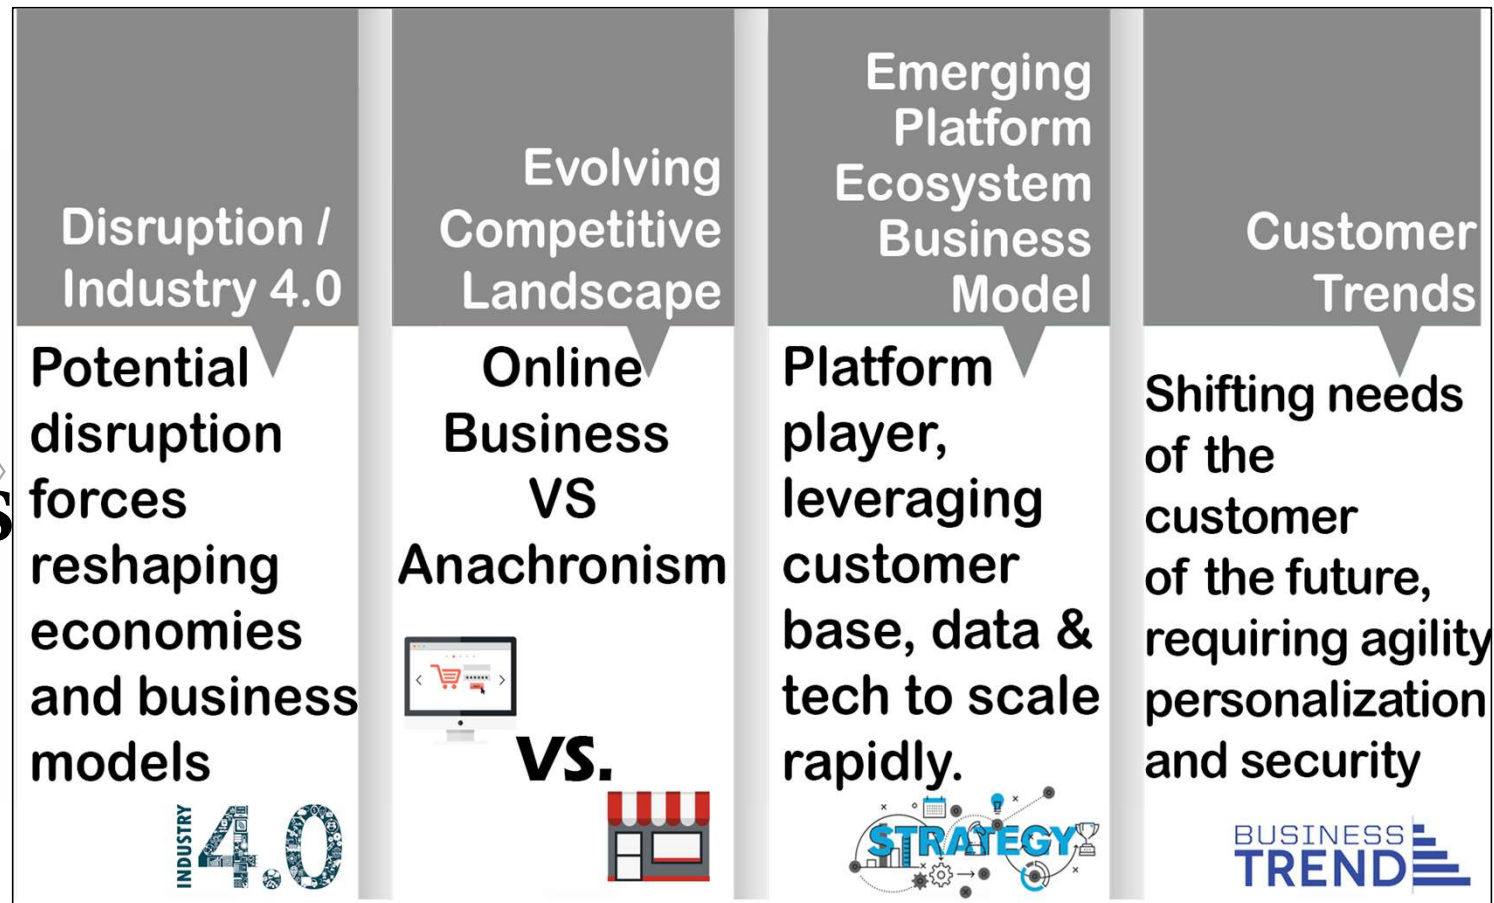 Disruption /
Industry 4.0
Potential
disruption
forces
reshaping
economies
and business
models
INDUSTRY
4.0
Evolving
Competitive
Landscape
Online
Business
VS
Anachronism
VS.
Emerging
Platform
Ecosystem
Business
Model
Platform
player,
leveraging
customer
base, data &
tech to scale
rapidly.
STRATEGY
Customer
Trends
Shifting needs
of the
customer
of the future,
requiring agility
personalization
and security
BUSINESS
TREND